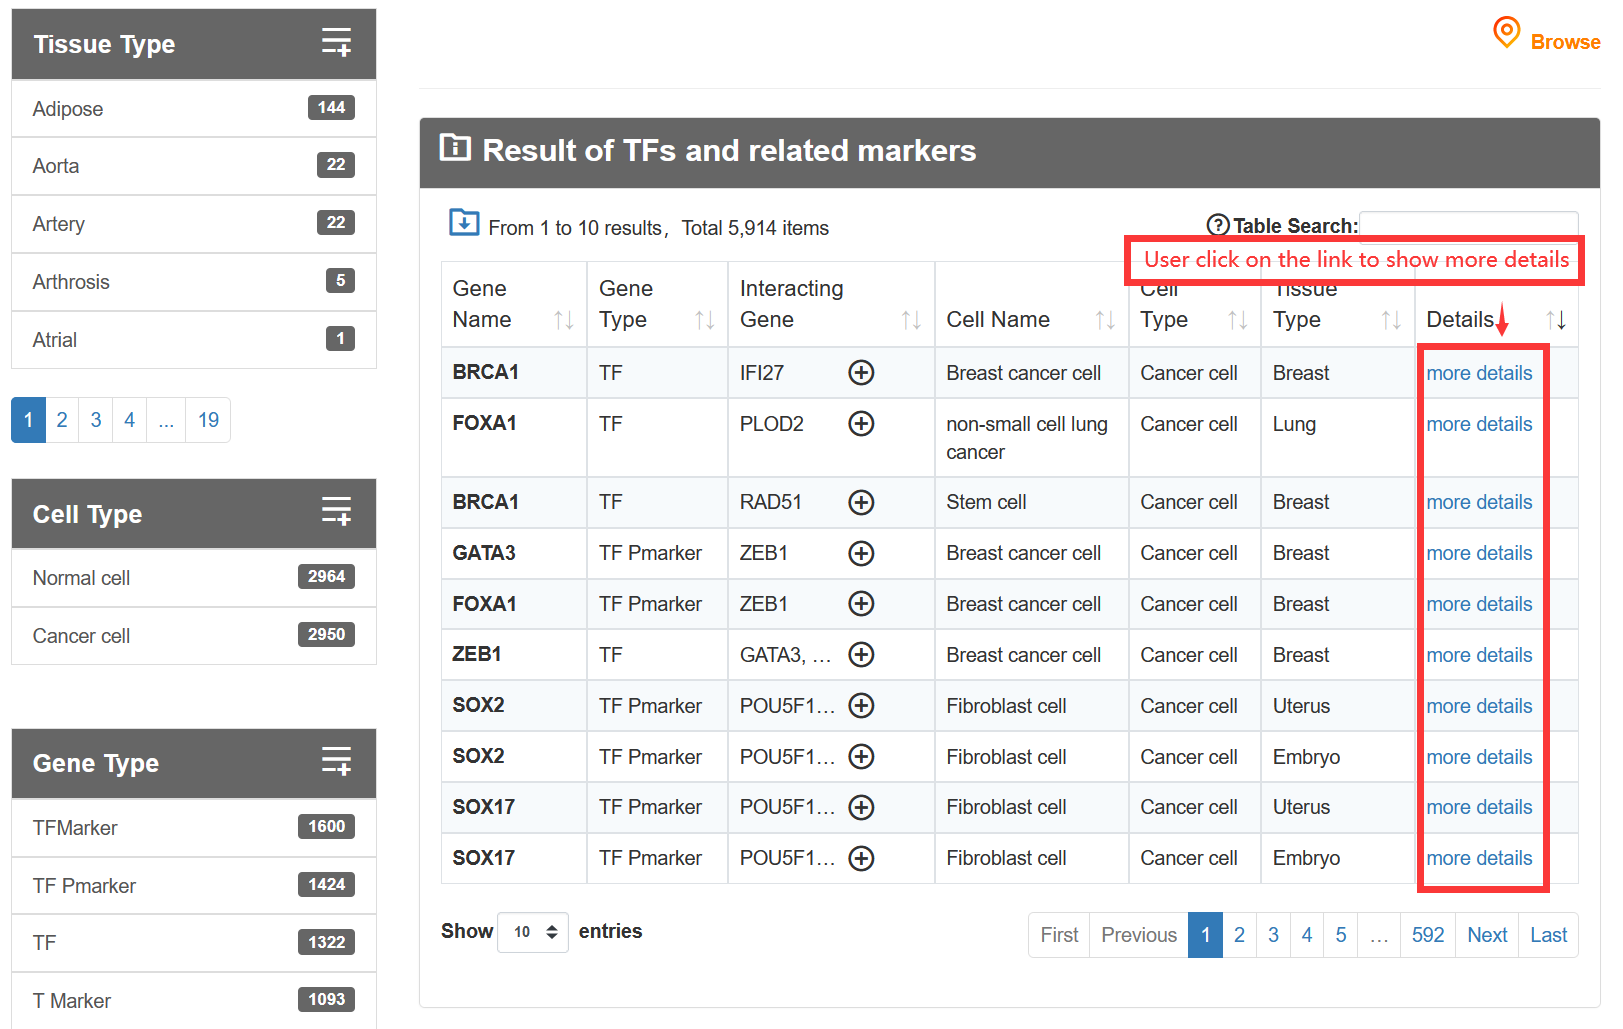 Tissue Type
Adipose 144
Aorta 22
Artery 22
Arthrosis 5
Atrial 1
1 2 3 4 ... 19
Cell Type
Normal cell 2964
Cancer cell 2950
Gene Type
TFMarker 1600
TF Pmarker 1424
TF 1322
T Marker 1093
Browse
Result of TFs and related markers
From 1 to 10 results, Total 5,914 items
Table Search:
User click on the link to show more details
Gene Name Gene Type Interacting Gene Cell Name Cell Type Tissue Type Details
BRCA1 TF IFI27 Breast cancer cell Cancer cell Breast more details
FOXA1 TF PLOD2 non-small cell lung cancer Cancer cell Lung more details
BRCA1 TF RAD51 Stem cell Cancer cell Breast more details
GATA3 TF Pmarker ZEB1 Breast cancer cell Cancer cell Breast more details
FOXA1 TF Pmarker ZEB1 Breast cancer cell Cancer cell Breast more details
ZEB1 TF GATA3, ... Breast cancer cell Cancer cell Breast more details
SOX2 TF Pmarker POU5F1... Fibroblast cell Cancer cell Uterus more details
SOX2 TF Pmarker POU5F1... Fibroblast cell Cancer cell Embryo more details
SOX17 TF Pmarker POU5F1... Fibroblast cell Cancer cell Uterus more details
SOX17 TF Pmarker POU5F1... Fibroblast cell Cancer cell Embryo more details
Show 10 entries
First Previous 1 2 3 4 5 ... 592 Next Last